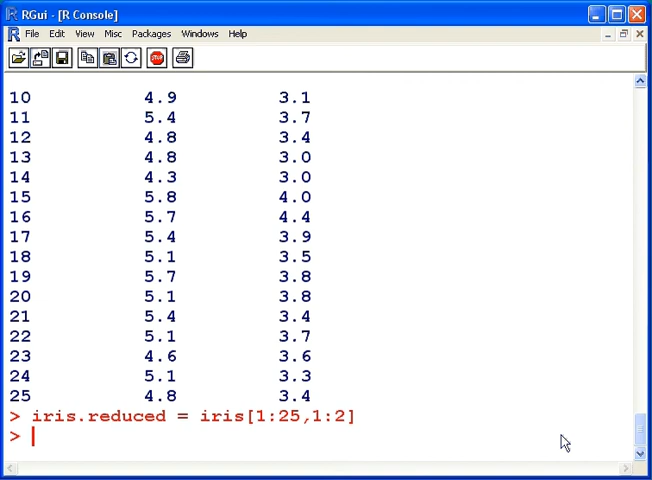 RGui - [R Console]
File Edit View Misc Packages Windows Help
STOP
10 4.9 3.1
11 5.4 3.7
12 4.8 3.4
13 4.8 3.0
14 4.3 3.0
15 5.8 4.0
16 5.7 4.4
17 5.4 3.9
18 5.1 3.5
19 5.7 3.8
20 5.1 3.8
21 5.4 3.4
22 5.1 3.7
23 4.6 3.6
24 5.1 3.3
25 4.8 3.4
> iris.reduced = iris[1:25,1:2]
>